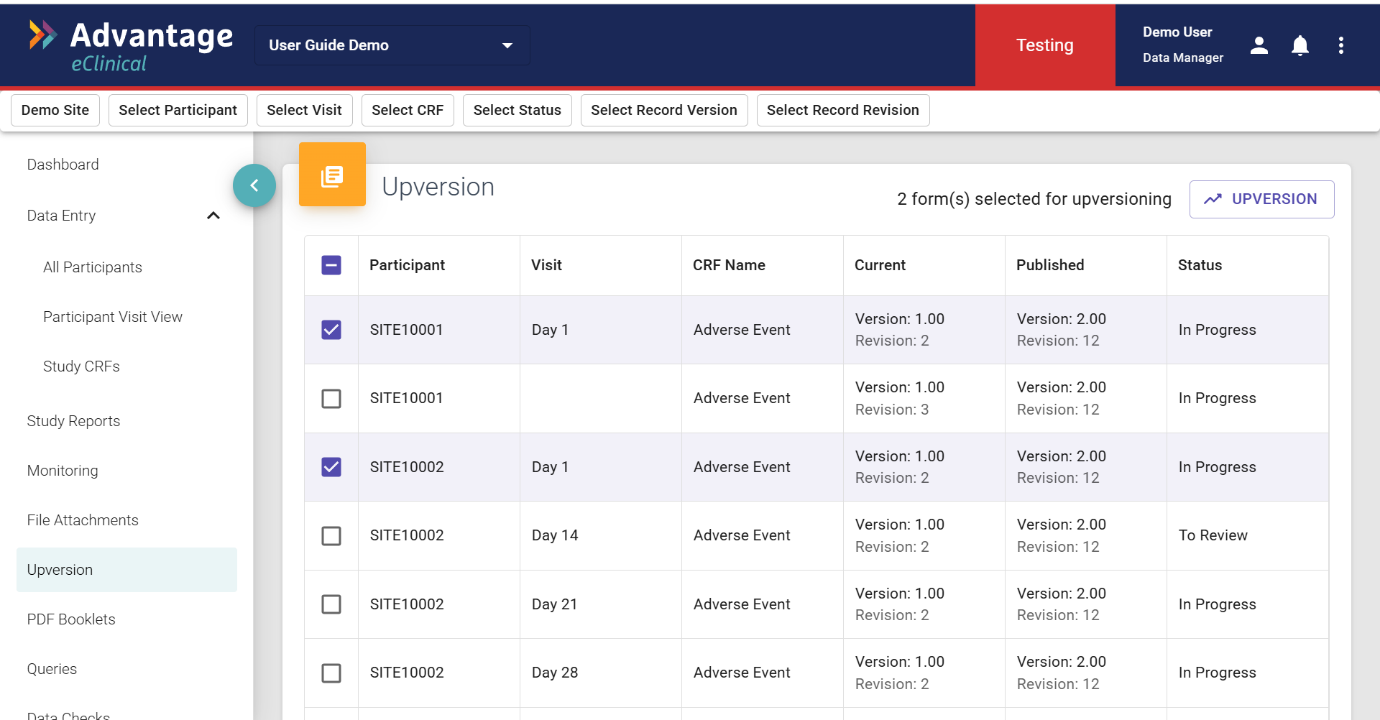 Advantage
eClinical
User Guide Demo
Testing
Demo User
Data Manager
Demo Site
Select Participant
Select Visit
Select CRF
Select Status
Select Record Version
Select Record Revision
Dashboard
Data Entry
All Participants
Participant Visit View
Study CRFs
Study Reports
Monitoring
File Attachments
Upversion
PDF Booklets
Queries
Data Checks
Upversion
2 form(s) selected for upversioning
UPVERSION
Participant Visit CRF Name Current Published Status
SITE10001 Day 1 Adverse Event Version: 1.00 Version: 2.00 In Progress
Revision: 2 Revision: 12
SITE10001 Adverse Event Version: 1.00 Version: 2.00 In Progress
Revision: 3 Revision: 12
SITE10002 Day 1 Adverse Event Version: 1.00 Version: 2.00 In Progress
Revision: 2 Revision: 12
SITE10002 Day 14 Adverse Event Version: 1.00 Version: 2.00 To Review
Revision: 2 Revision: 12
SITE10002 Day 21 Adverse Event Version: 1.00 Version: 2.00 In Progress
Revision: 2 Revision: 12
SITE10002 Day 28 Adverse Event Version: 1.00 Version: 2.00 In Progress
Revision: 2 Revision: 12